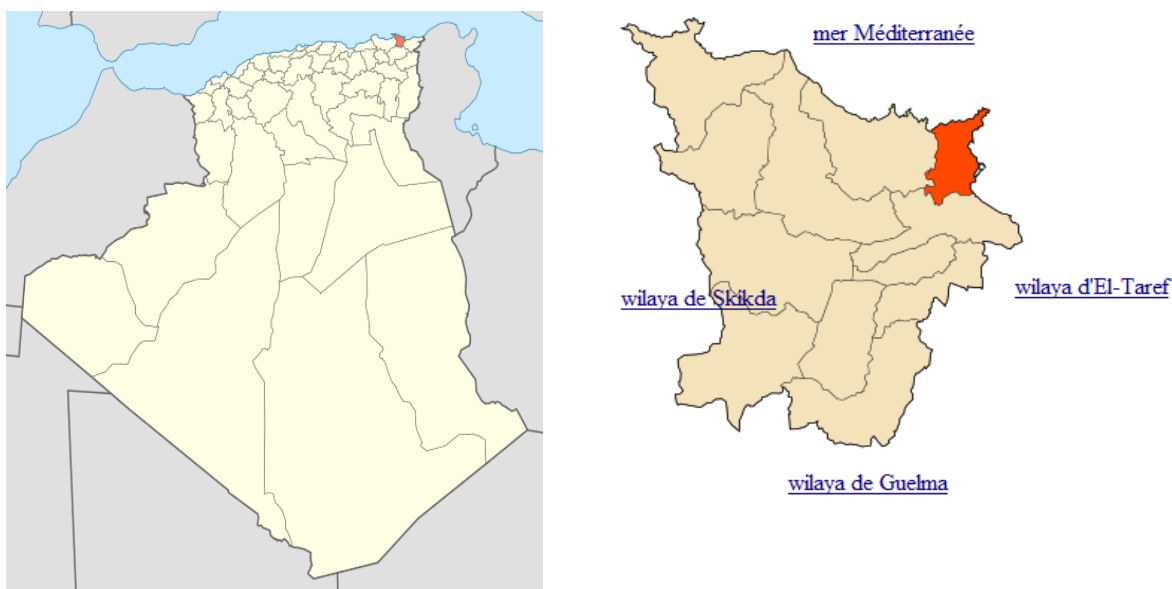 mer Méditerranée
wilaya de Skikda
wilaya d'El-Taref
wilaya de Guelma